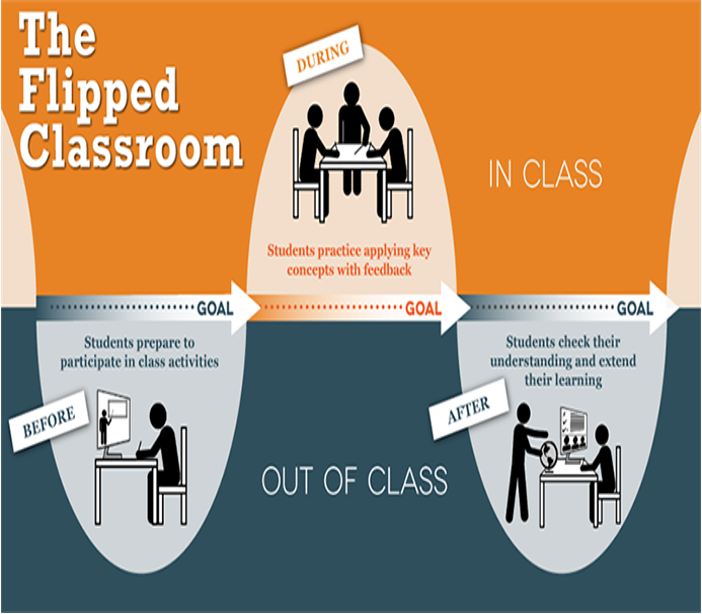 The
Flipped
Classroom
DURING
IN CLASS
Students practice applying key
concepts with feedback
GOAL
GOAL
GOAL
Students prepare to
participate in class activities
BEFORE
Students check their
understanding and extend
their learning
AFTER
OUT OF CLASS